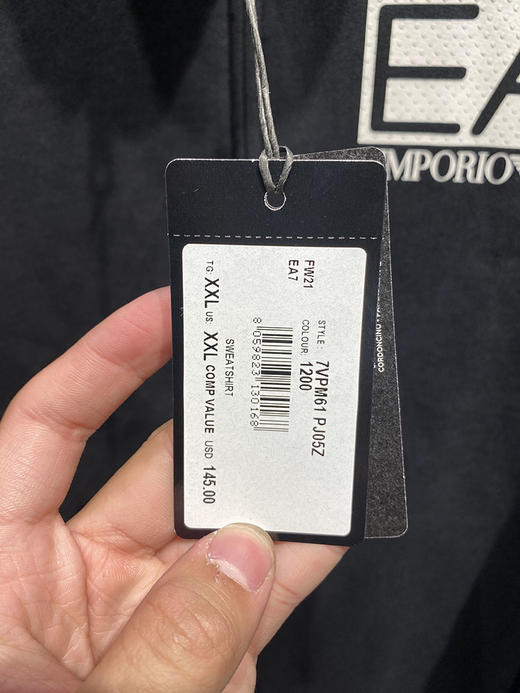 EA
EMPORIO
FW21
EA7
STYLE: 7VPM61 PJ05Z
COLOUR: 1200
8 059823 130168
SWEATSHIRT
TG: XXL US: XXL COMP VALUE USD 145.00
CORDONCINO